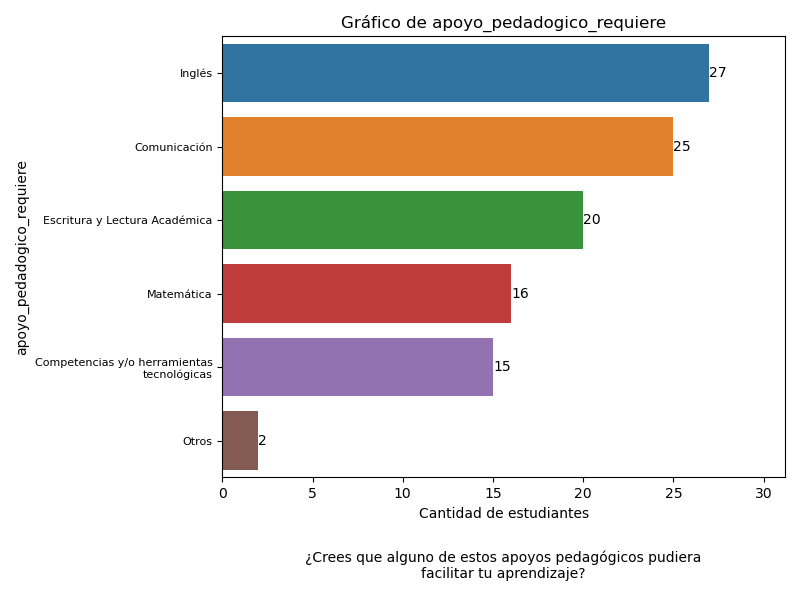 Gráfico de apoyo_pedadogico_requiere
apoyo_pedadogico_requiere
Inglés
27
Comunicación
25
Escritura y Lectura Académica
20
Matemática
16
Competencias y/o herramientas
tecnológicas
15
Otros
2
0 5 10 15 20 25 30
Cantidad de estudiantes
¿Crees que alguno de estos apoyos pedagógicos pudiera
facilitar tu aprendizaje?